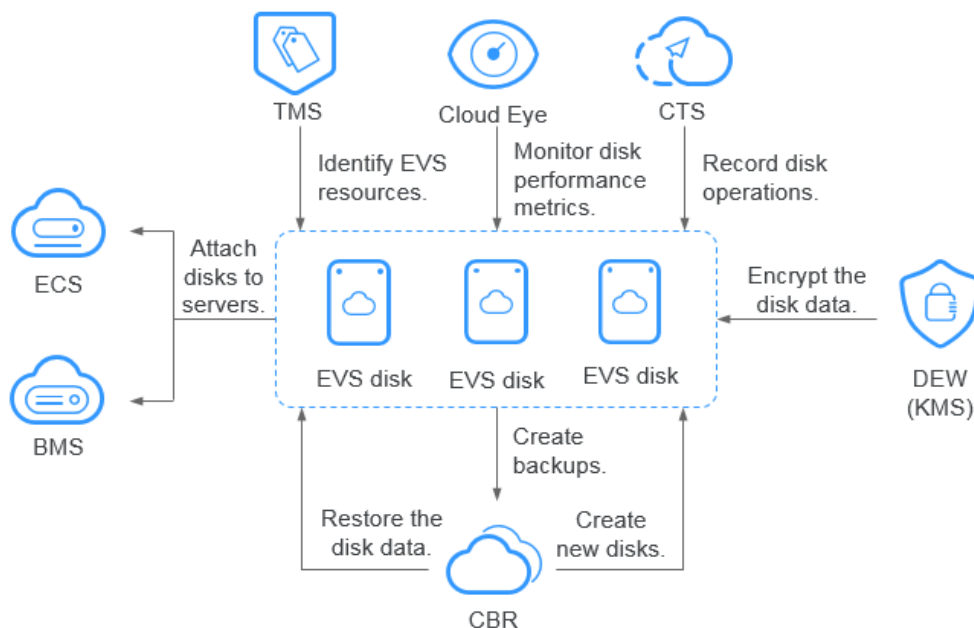 TMS
Cloud Eye
CTS
Identify EVS
resources.
Monitor disk
performance
metrics.
Record disk
operations.
ECS
Attach
disks to
servers.
BMS
EVS disk
EVS disk
EVS disk
Encrypt the
disk data.
DEW
(KMS)
Create
backups.
Restore the
disk data.
Create
new disks.
CBR